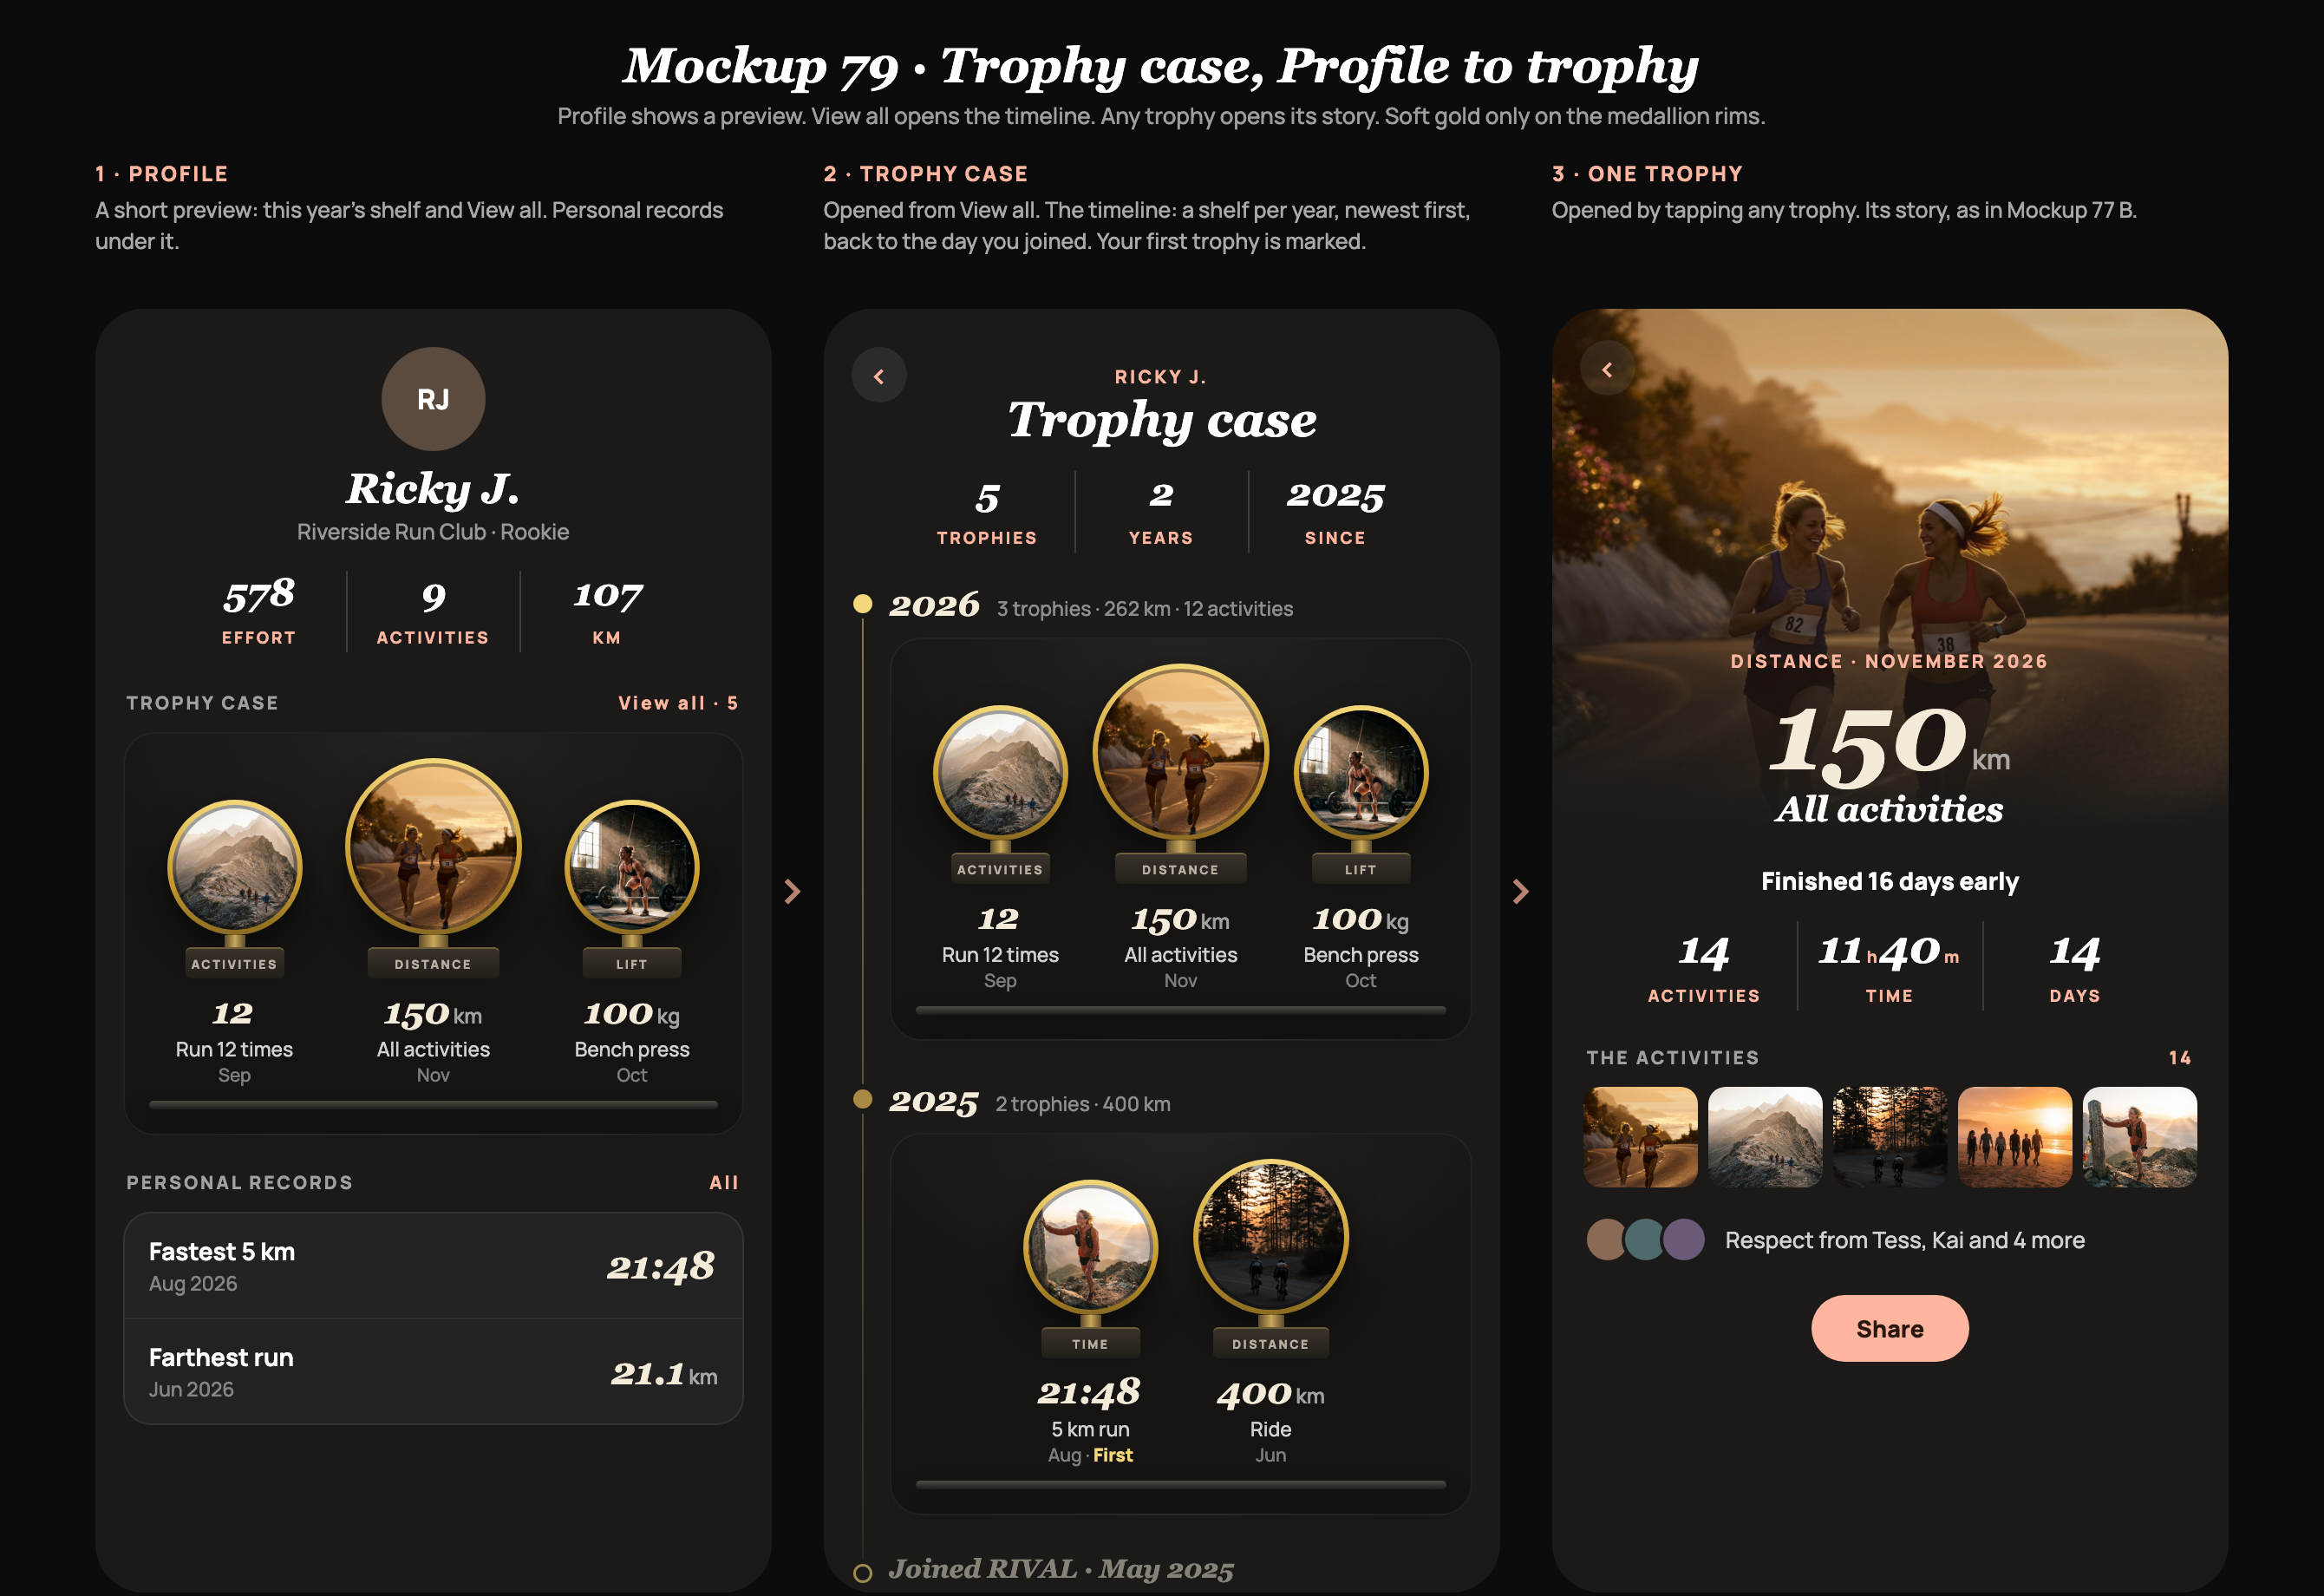 Mockup 79 · Trophy case, Profile to trophy
Profile shows a preview. View all opens the timeline. Any trophy opens its story. Soft gold only on the medallion rims.
1 · PROFILE
A short preview: this year's shelf and View all. Personal records
under it.
RJ
Ricky J.
Riverside Run Club · Rookie
578 9 107
EFFORT ACTIVITIES KM
TROPHY CASE View all · 5
ACTIVITIES DISTANCE LIFT
12 150 km 100 kg
Run 12 times All activities Bench press
Sep Nov Oct
PERSONAL RECORDS All
Fastest 5 km
21:48
Aug 2026
Farthest run
21.1 km
Jun 2026
2 · TROPHY CASE
Opened from View all. The timeline: a shelf per year, newest first,
back to the day you joined. Your first trophy is marked.
RICKY J.
Trophy case
5 2 2025
TROPHIES YEARS SINCE
2026 3 trophies · 262 km · 12 activities
ACTIVITIES DISTANCE LIFT
12 150 km 100 kg
Run 12 times All activities Bench press
Sep Nov Oct
2025 2 trophies · 400 km
TIME DISTANCE
21:48 400 km
5 km run Ride
Aug · First Jun
Joined RIVAL · May 2025
3 · ONE TROPHY
Opened by tapping any trophy. Its story, as in Mockup 77 B.
82
38
DISTANCE · NOVEMBER 2026
150 km
All activities
Finished 16 days early
14 11 h 40 m 14
ACTIVITIES TIME DAYS
THE ACTIVITIES 14
Respect from Tess, Kai and 4 more
Share